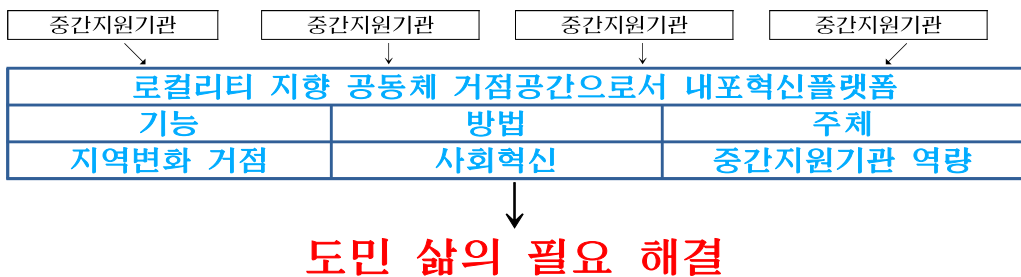 중간지원기관 중간지원기관 중간지원기관 중간지원기관
로컬리티 지향 공동체 거점공간으로서 내포혁신플랫폼
기능 방법 주체
지역변화 거점 사회혁신 중간지원기관 역량
도민 삶의 필요 해결